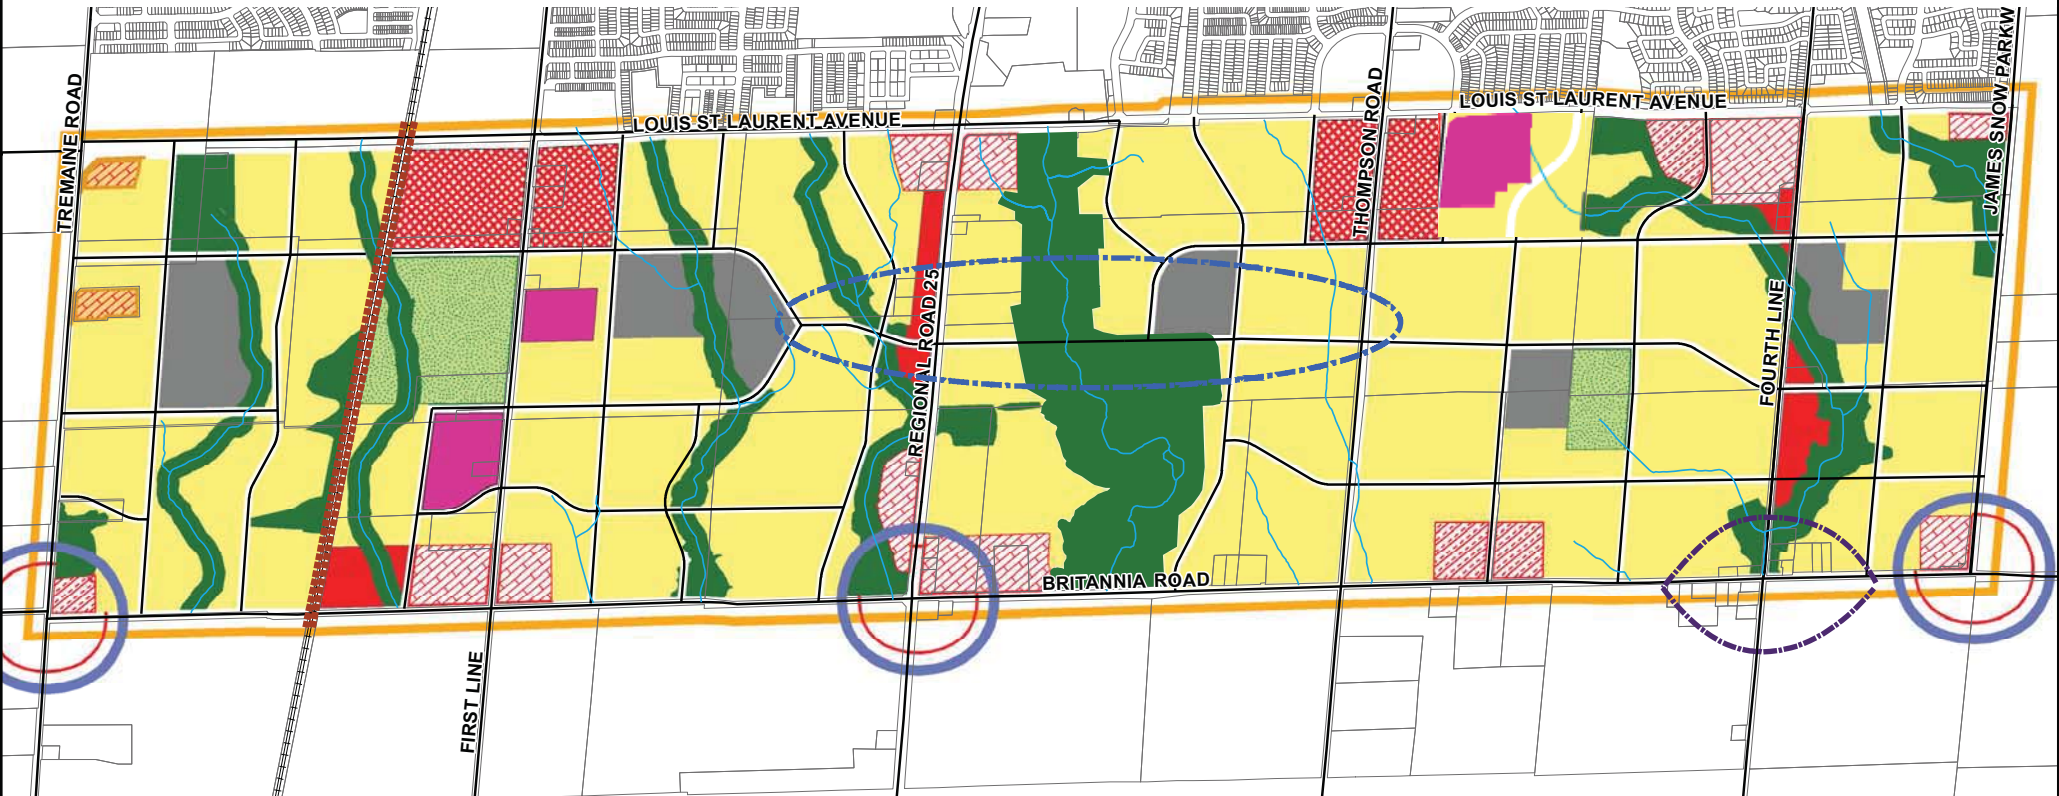 LOUIS ST LAURENT AVENUE
LOUIS ST LAURENT AVENUE
TREMAINE ROAD
FIRST LINE
REGIONAL ROAD 25
THOMPSON ROAD
FOURTH LINE
JAMES SNOW PARKW
BRITANNIA ROAD